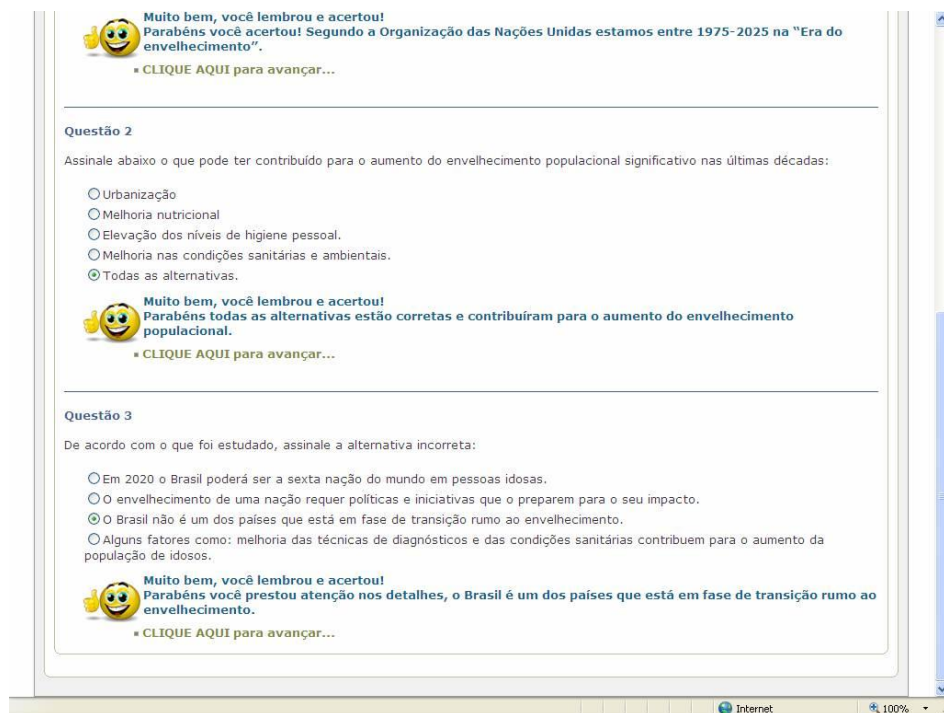 Muito bem, você lembrou e acertou!
Parabéns você acertou! Segundo a Organização das Nações Unidas estamos entre 1975-2025 na “Era do
envelhecimento”.
CLIQUE AQUI para avançar...
Questão 2
Assinale abaixo o que pode ter contribuído para o aumento do envelhecimento populacional significativo nas últimas décadas:
Urbanização
Melhoria nutricional
Elevação dos níveis de higiene pessoal.
Melhoria nas condições sanitárias e ambientais.
Todas as alternativas.
Muito bem, você lembrou e acertou!
Parabéns todas as alternativas estão corretas e contribuíram para o aumento do envelhecimento
populacional.
CLIQUE AQUI para avançar...
Questão 3
De acordo com o que foi estudado, assinale a alternativa incorreta:
Em 2020 o Brasil poderá ser a sexta nação do mundo em pessoas idosas.
O envelhecimento de uma nação requer políticas e iniciativas que o preparem para o seu impacto.
O Brasil não é um dos países que está em fase de transição rumo ao envelhecimento.
Alguns fatores como: melhoria das técnicas de diagnósticos e das condições sanitárias contribuem para o aumento da
população de idosos.
Muito bem, você lembrou e acertou!
Parabéns você prestou atenção nos detalhes, o Brasil é um dos países que está em fase de transição rumo ao
envelhecimento.
CLIQUE AQUI para avançar...
Internet 100%